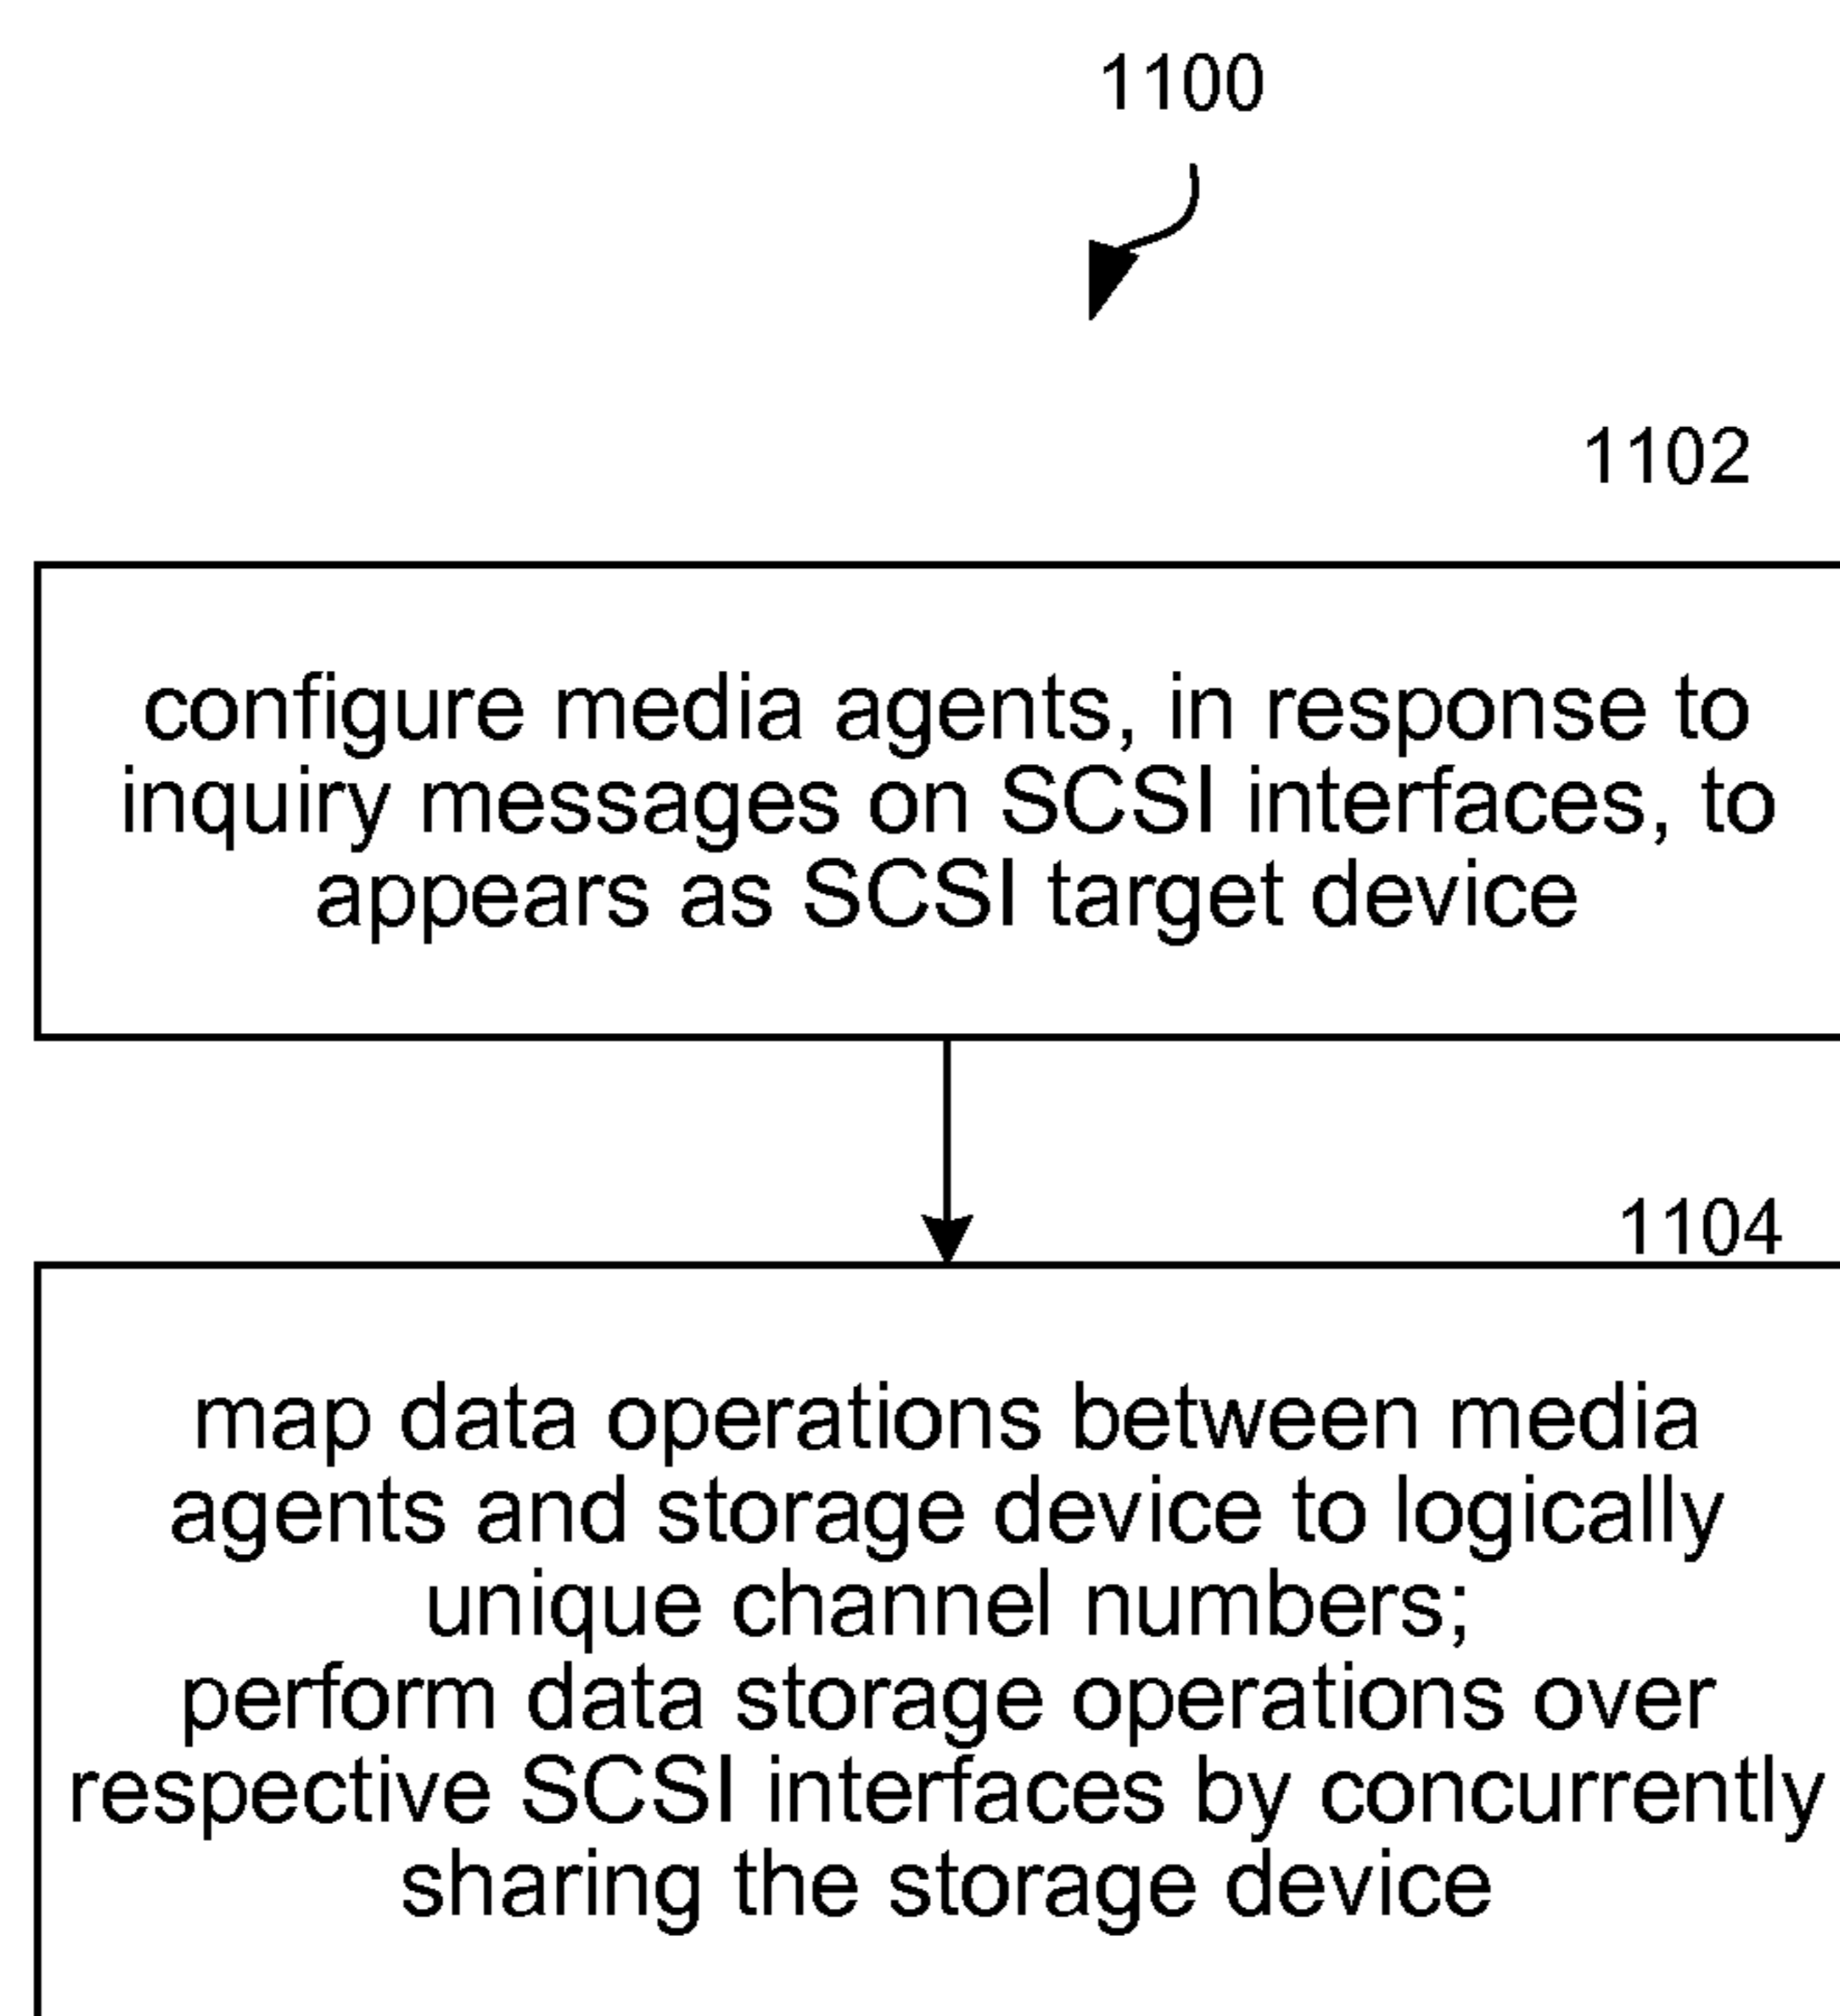 1100
1102
configure media agents, in response to
inquiry messages on SCSI interfaces, to
appears as SCSI target device
1104
map data operations between media
agents and storage device to logically
unique channel numbers;
perform data storage operations over
respective SCSI interfaces by concurrently
sharing the storage device